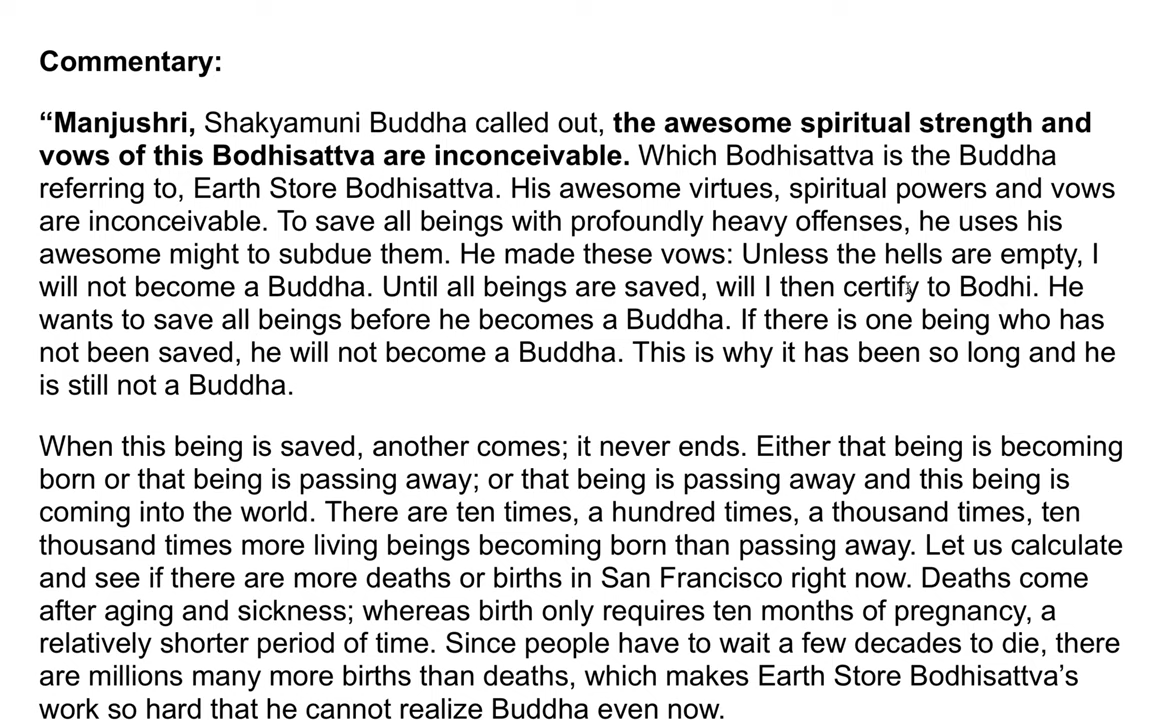 Commentary:
“Manjushri, Shakyamuni Buddha called out, the awesome spiritual strength and
vows of this Bodhisattva are inconceivable. Which Bodhisattva is the Buddha
referring to, Earth Store Bodhisattva. His awesome virtues, spiritual powers and vows
are inconceivable. To save all beings with profoundly heavy offenses, he uses his
awesome might to subdue them. He made these vows: Unless the hells are empty, I
will not become a Buddha. Until all beings are saved, will I then certify to Bodhi. He
wants to save all beings before he becomes a Buddha. If there is one being who has
not been saved, he will not become a Buddha. This is why it has been so long and he
is still not a Buddha.
When this being is saved, another comes; it never ends. Either that being is becoming
born or that being is passing away; or that being is passing away and this being is
coming into the world. There are ten times, a hundred times, a thousand times, ten
thousand times more living beings becoming born than passing away. Let us calculate
and see if there are more deaths or births in San Francisco right now. Deaths come
after aging and sickness; whereas birth only requires ten months of pregnancy, a
relatively shorter period of time. Since people have to wait a few decades to die, there
are millions many more births than deaths, which makes Earth Store Bodhisattva’s
work so hard that he cannot realize Buddha even now.